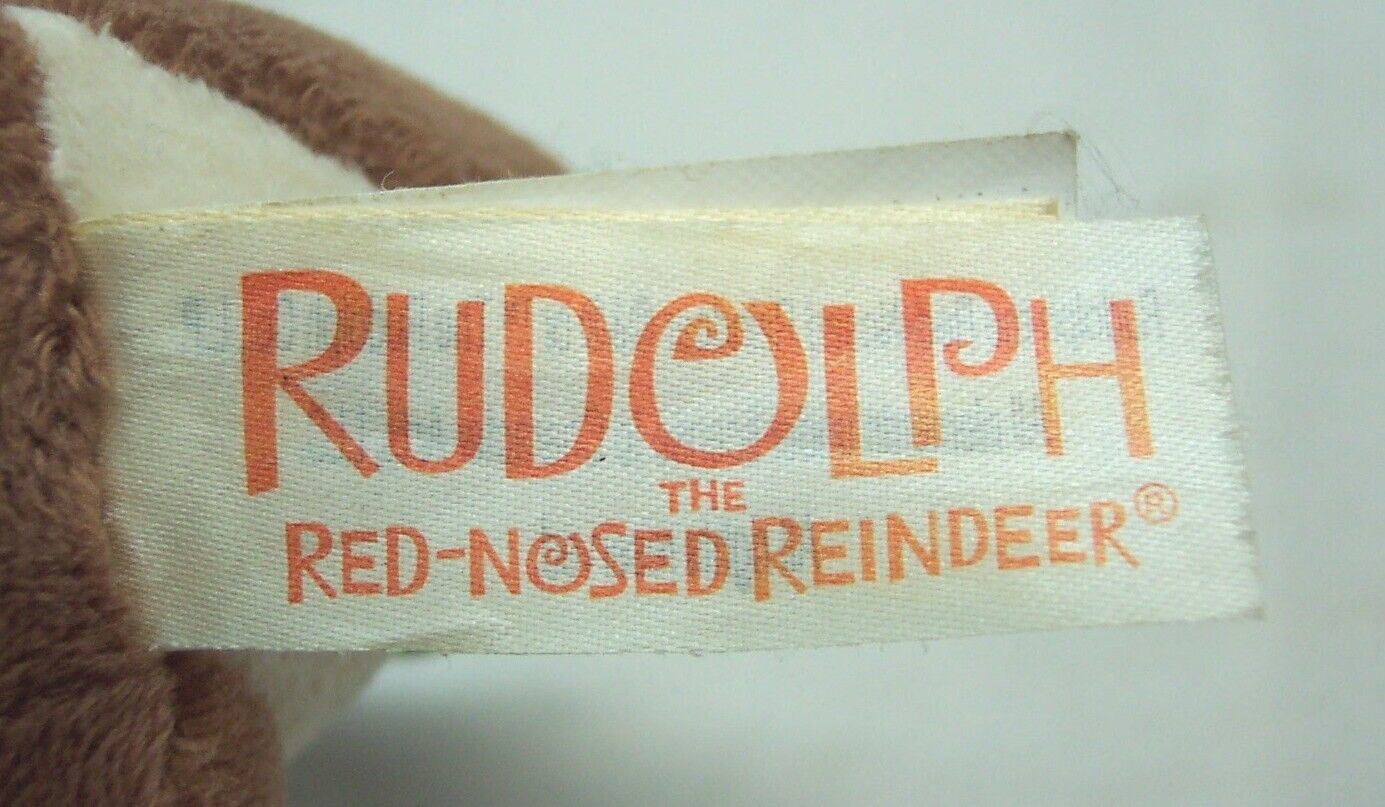 RUDOLPH
THE
RED-NOSED REINDEER®